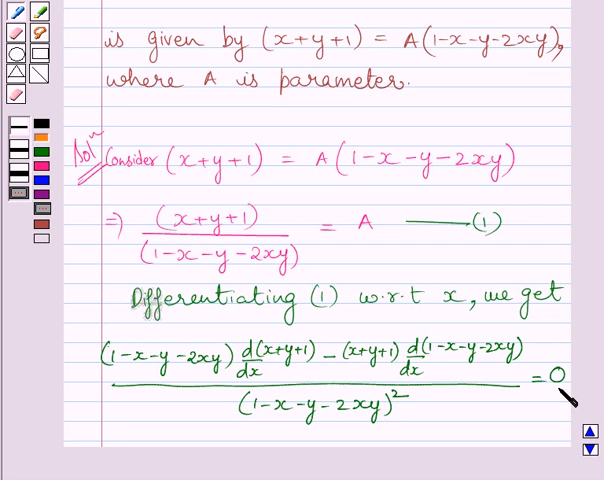 is given by (x+y+1) = A(1-x-y-2xy),
where A is parameter.
Solⁿ Consider (x+y+1) = A(1-x-y-2xy)
⇒ (x+y+1)/(1-x-y-2xy) = A ——(1)
Differentiating (1) w.r.t x, we get
((1-x-y-2xy) d/dx (x+y+1) - (x+y+1) d/dx (1-x-y-2xy))/(1-x-y-2xy)² = 0